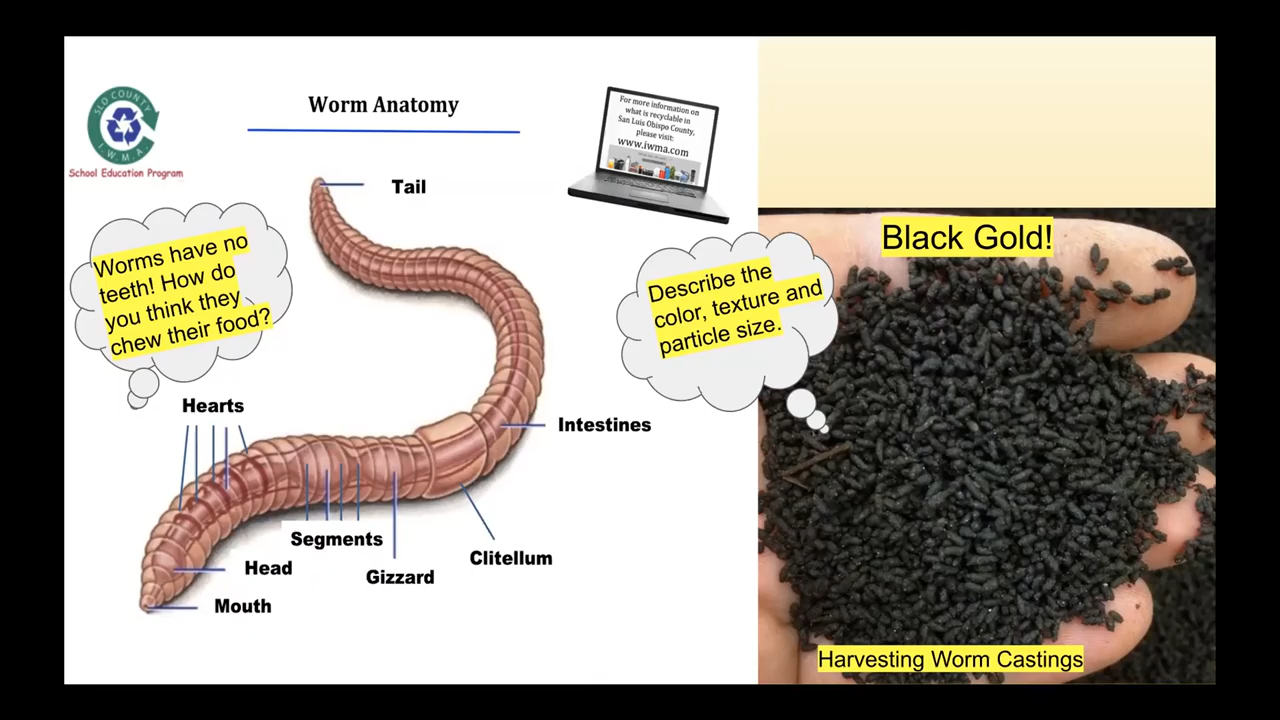 SLO COUNTY
I.W.M.A.
School Education Program
Worm Anatomy
For more information on
what is recyclable in
San Luis Obispo County,
please visit:
www.iwma.com
Tail
Worms have no
teeth! How do
you think they
chew their food?
Describe the
color, texture and
particle size.
Black Gold!
Hearts
Intestines
Segments
Clitellum
Head
Gizzard
Mouth
Harvesting Worm Castings